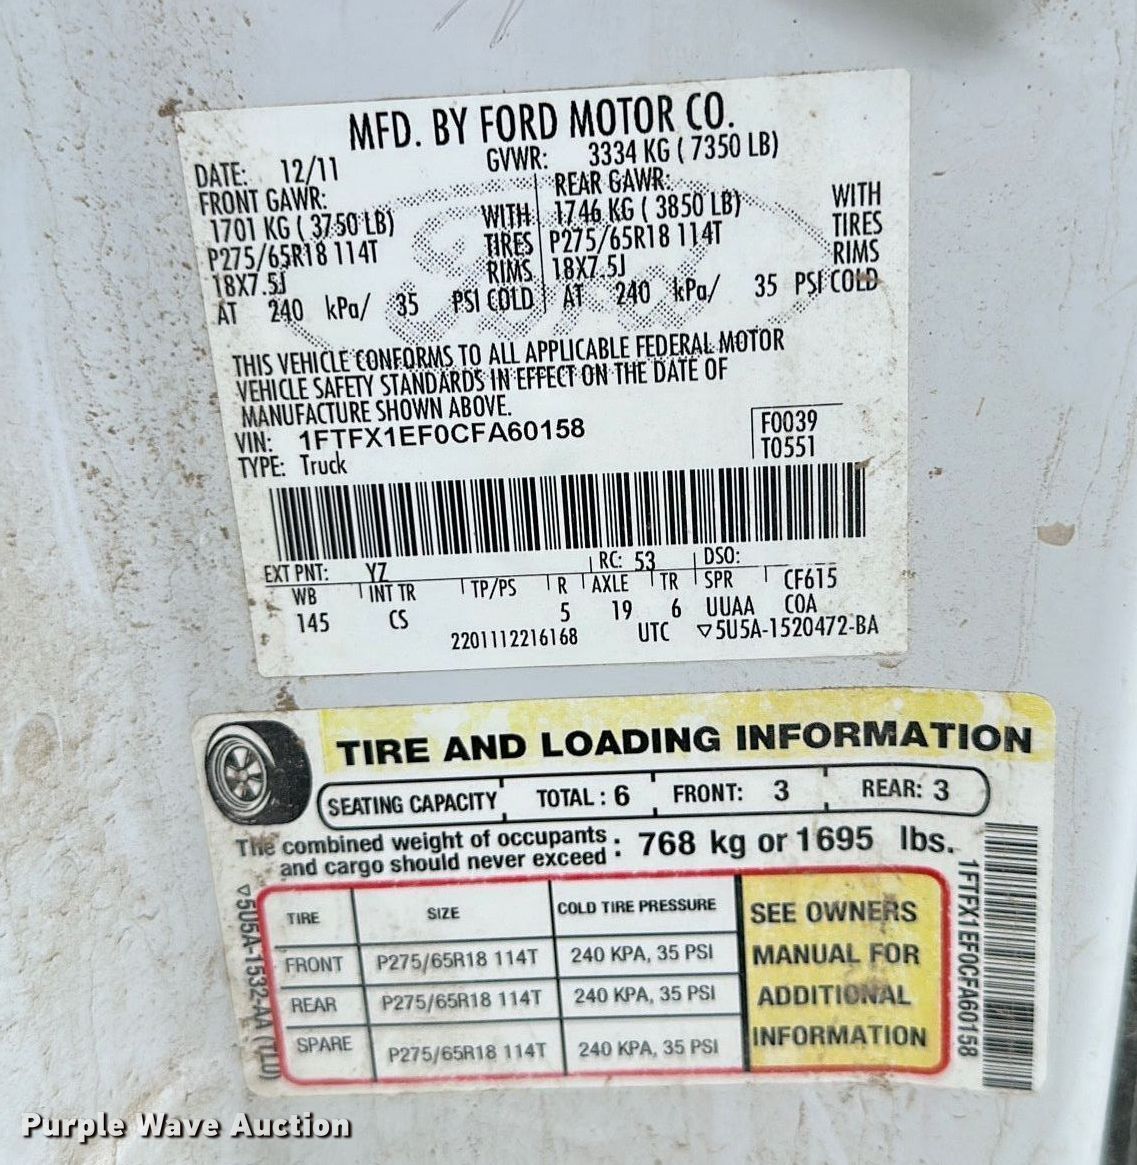 MFD. BY FORD MOTOR CO.
DATE: 12/11 GVWR: 3334 KG ( 7350 LB)
FRONT GAWR: REAR GAWR:
1701 KG ( 3750 LB) WITH 1746 KG ( 3850 LB) WITH
P275/65R18 114T TIRES P275/65R18 114T TIRES
18X7.5J RIMS 18X7.5J RIMS
AT 240 kPa/ 35 PSI COLD AT 240 kPa/ 35 PSI COLD
THIS VEHICLE CONFORMS TO ALL APPLICABLE FEDERAL MOTOR
VEHICLE SAFETY STANDARDS IN EFFECT ON THE DATE OF
MANUFACTURE SHOWN ABOVE.
VIN: 1FTFX1EF0CFA60158 F0039
TYPE: Truck T0551
EXT PNT: YZ RC: 53 DSO:
WB INT TR TP/PS R AXLE TR SPR CF615
145 CS 5 19 6 UUAA COA
2201112216168 UTC ▽5U5A-1520472-BA
TIRE AND LOADING INFORMATION
SEATING CAPACITY TOTAL : 6 FRONT: 3 REAR: 3
The combined weight of occupants
and cargo should never exceed : 768 kg or 1695 lbs.
TIRE SIZE COLD TIRE PRESSURE
FRONT P275/65R18 114T 240 KPA, 35 PSI
REAR P275/65R18 114T 240 KPA, 35 PSI
SPARE P275/65R18 114T 240 KPA, 35 PSI
SEE OWNERS
MANUAL FOR
ADDITIONAL
INFORMATION
▽5U5A-1532-AA (TLU)
1FTFX1EF0CFA60158
Purple Wave Auction